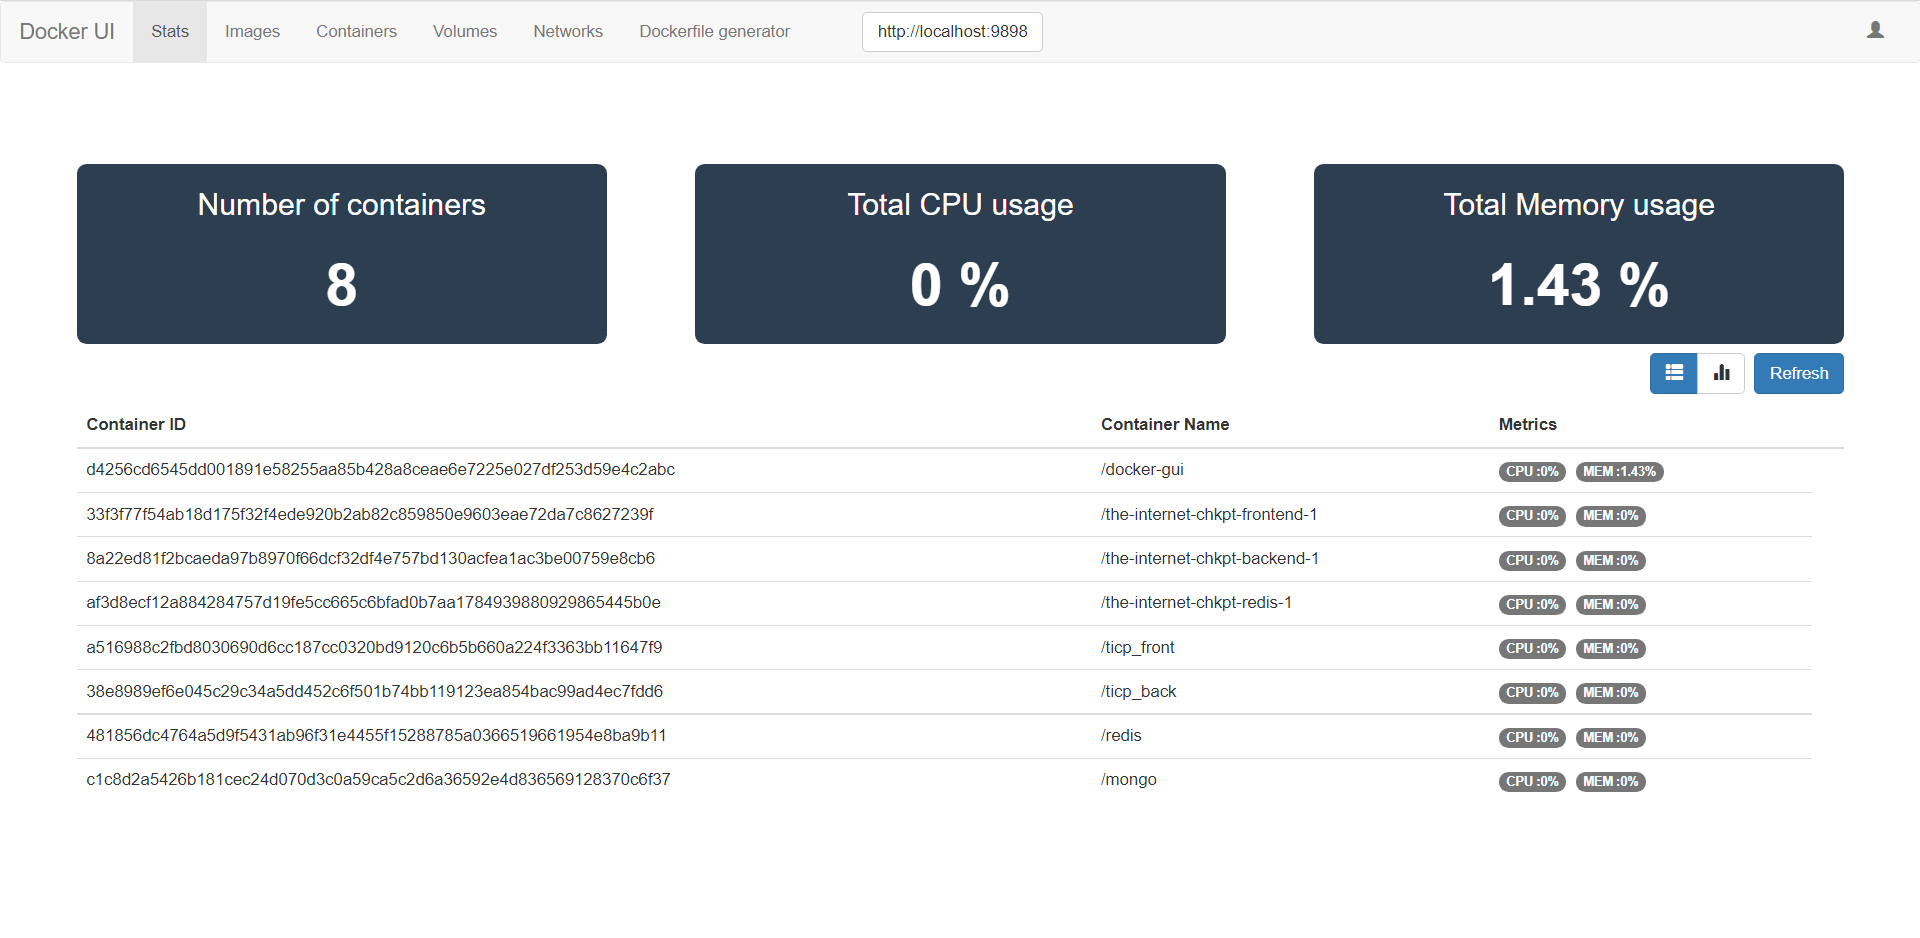 Docker UI Stats Images Containers Volumes Networks Dockerfile generator http://localhost:9898
Number of containers
8
Total CPU usage
0 %
Total Memory usage
1.43 %
Refresh
Container ID Container Name Metrics
d4256cd6545dd001891e58255aa85b428a8ceae6e7225e027df253d59e4c2abc /docker-gui CPU :0% MEM :1.43%
33f3f77f54ab18d175f32f4ede920b2ab82c859850e9603eae72da7c8627239f /the-internet-chkpt-frontend-1 CPU :0% MEM :0%
8a22ed81f2bcaeda97b8970f66dcf32df4e757bd130acfea1ac3be00759e8cb6 /the-internet-chkpt-backend-1 CPU :0% MEM :0%
af3d8ecf12a884284757d19fe5cc665c6bfad0b7aa1784939880929865445b0e /the-internet-chkpt-redis-1 CPU :0% MEM :0%
a516988c2fbd8030690d6cc187cc0320bd9120c6b5b660a224f3363bb11647f9 /ticp_front CPU :0% MEM :0%
38e8989ef6e045c29c34a5dd452c6f501b74bb119123ea854bac99ad4ec7fdd6 /ticp_back CPU :0% MEM :0%
481856dc4764a5d9f5431ab96f31e4455f15288785a0366519661954e8ba9b11 /redis CPU :0% MEM :0%
c1c8d2a5426b181cec24d070d3c0a59ca5c2d6a36592e4d836569128370c6f37 /mongo CPU :0% MEM :0%